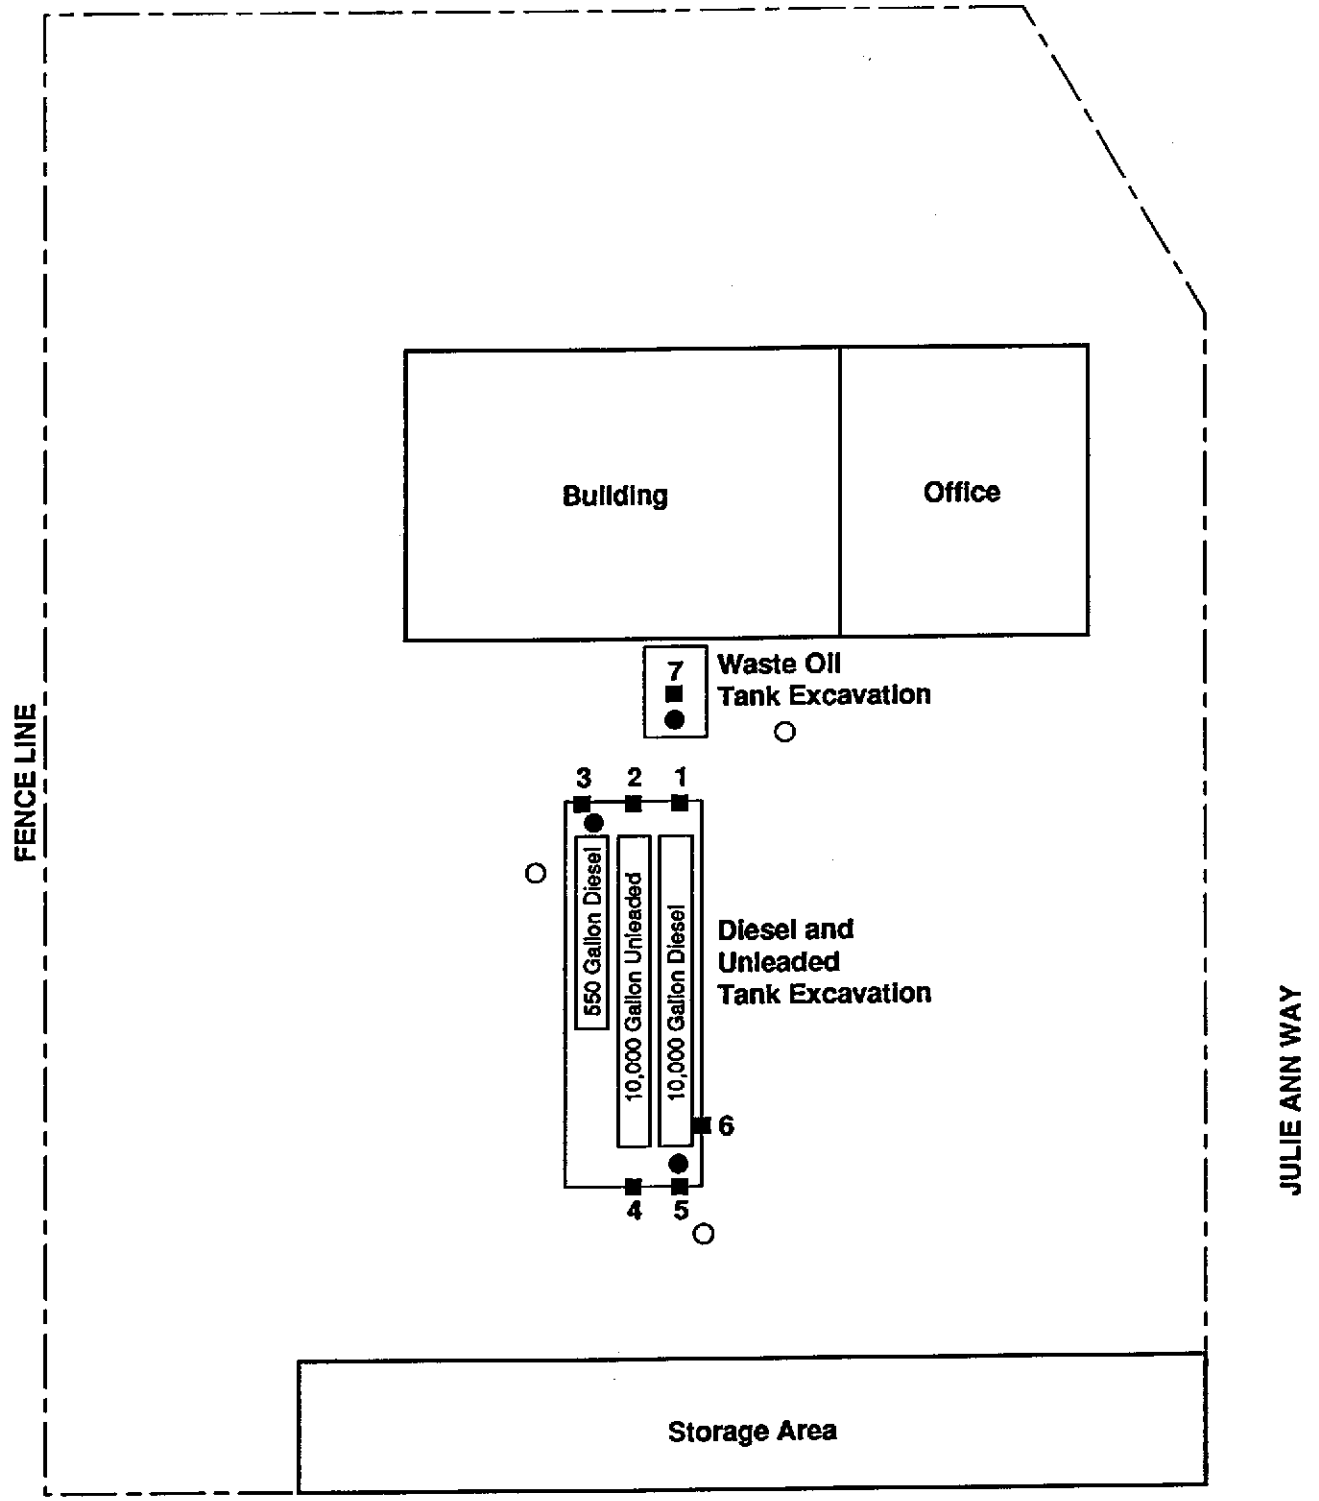 Building
Office
7
Waste Oil
Tank Excavation
FENCE LINE
3 2 1
550 Gallon Diesel
10,000 Gallon Unleaded
10,000 Gallon Diesel
Diesel and
Unleaded
Tank Excavation
6
4 5
JULIE ANN WAY
Storage Area